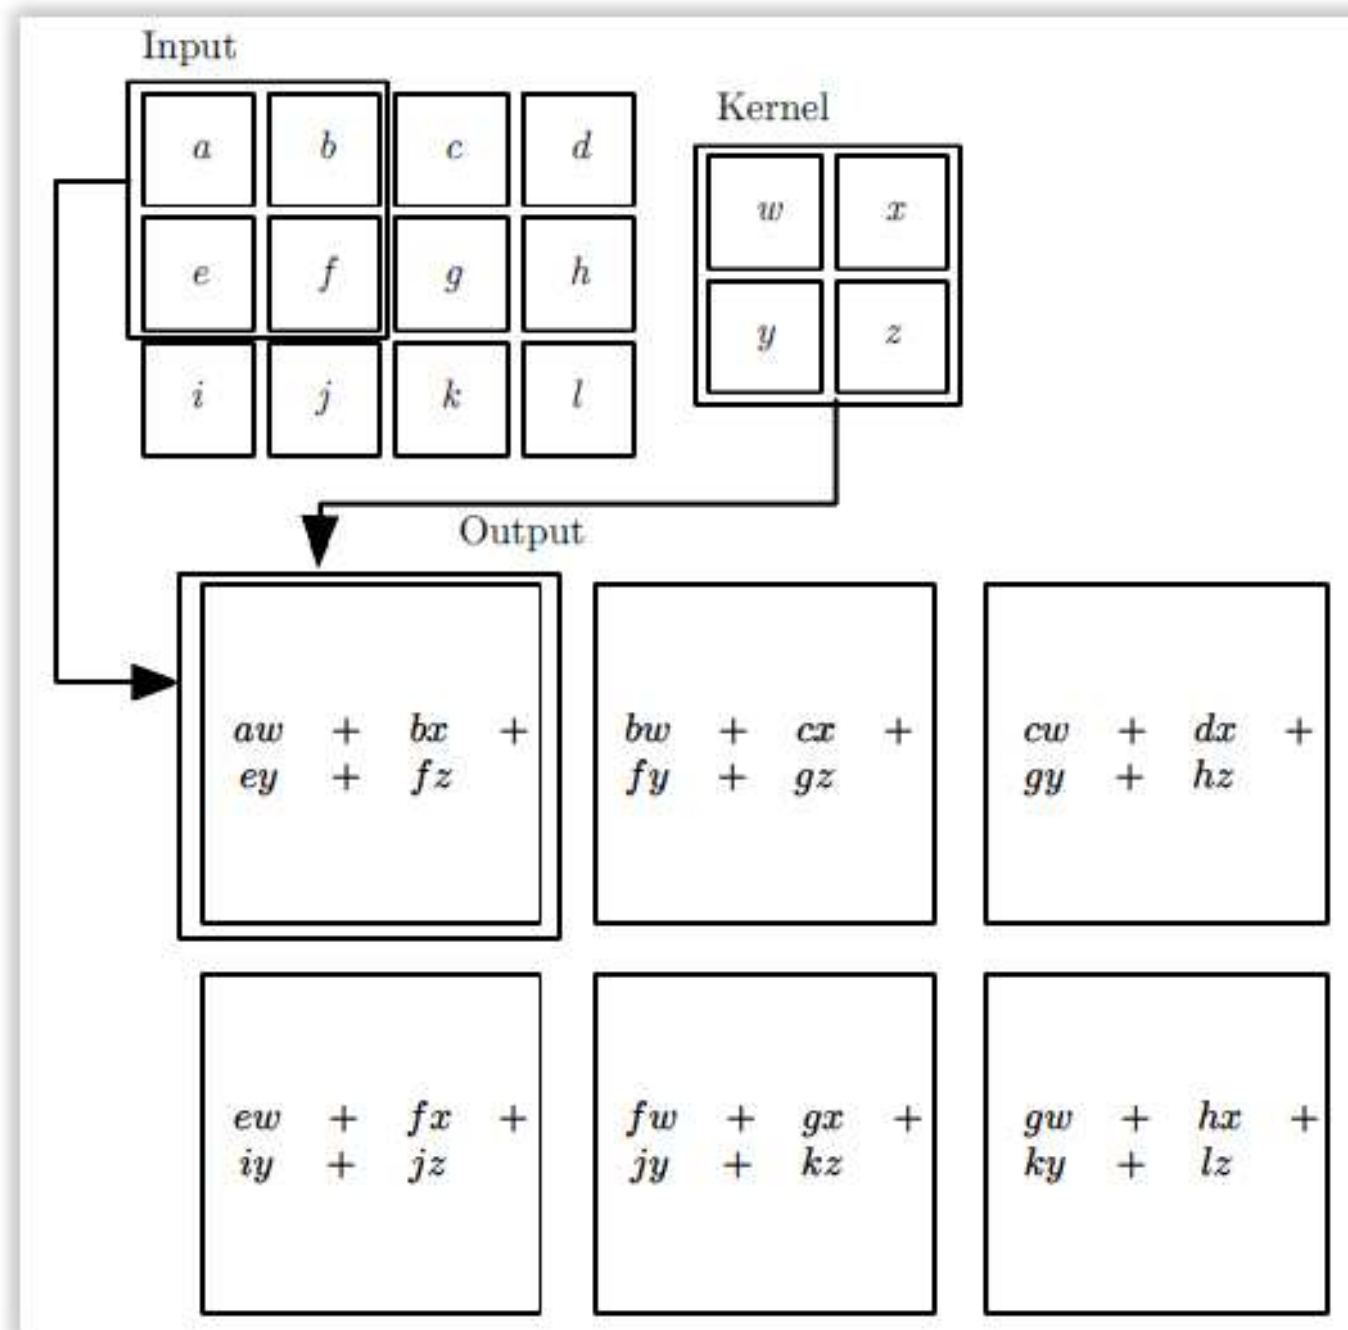 Input
Kernel
a b c d
w x
e f g h
y z
i j k l
Output
aw + bx +
ey + fz
bw + cx +
fy + gz
cw + dx +
gy + hz
ew + fx +
iy + jz
fw + gx +
jy + kz
gw + hx +
ky + lz